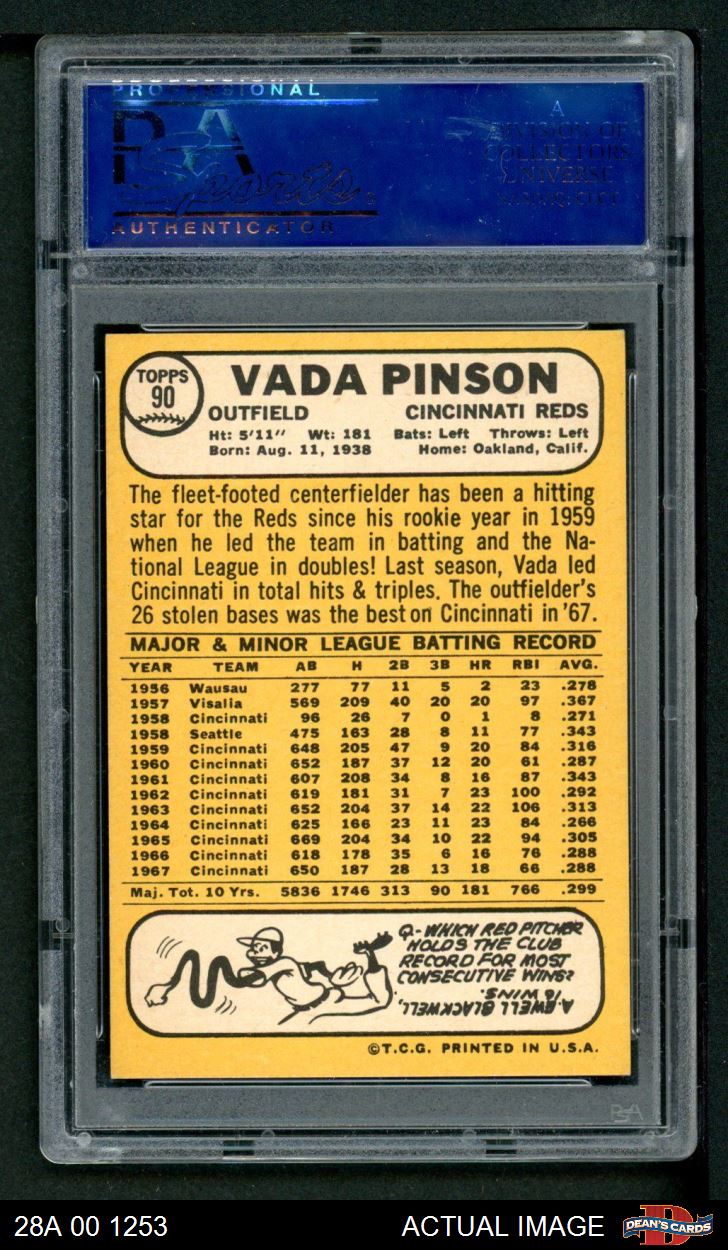 PROFESSIONAL
PSA
Sports
AUTHENTICATOR
A
DIVISION OF
COLLECTORS
UNIVERSE
NASDAQ: CLCT
TOPPS
90
VADA PINSON
OUTFIELD CINCINNATI REDS
Ht: 5'11" Wt: 181 Bats: Left Throws: Left
Born: Aug. 11, 1938 Home: Oakland, Calif.
The fleet-footed centerfielder has been a hitting
star for the Reds since his rookie year in 1959
when he led the team in batting and the Na-
tional League in doubles! Last season, Vada led
Cincinnati in total hits & triples. The outfielder's
26 stolen bases was the best on Cincinnati in '67.
MAJOR & MINOR LEAGUE BATTING RECORD
YEAR TEAM AB H 2B 3B HR RBI AVG.
1956 Wausau 277 77 11 5 2 23 .278
1957 Visalia 569 209 40 20 20 97 .367
1958 Cincinnati 96 26 7 0 1 8 .271
1958 Seattle 475 163 28 8 11 77 .343
1959 Cincinnati 648 205 47 9 20 84 .316
1960 Cincinnati 652 187 37 12 20 61 .287
1961 Cincinnati 607 208 34 8 16 87 .343
1962 Cincinnati 619 181 31 7 23 100 .292
1963 Cincinnati 652 204 37 14 22 106 .313
1964 Cincinnati 625 166 23 11 23 84 .266
1965 Cincinnati 669 204 34 10 22 94 .305
1966 Cincinnati 618 178 35 6 16 76 .288
1967 Cincinnati 650 187 28 13 18 66 .288
Maj. Tot. 10 Yrs. 5836 1746 313 90 181 766 .299
Q.- WHICH RED PITCHER
HOLDS THE CLUB
RECORD FOR MOST
CONSECUTIVE WINS?
A. EWELL BLACKWELL,
16 WINS.
©T.C.G. PRINTED IN U.S.A.
PSA
28A 00 1253 ACTUAL IMAGE
DEAN'S CARDS